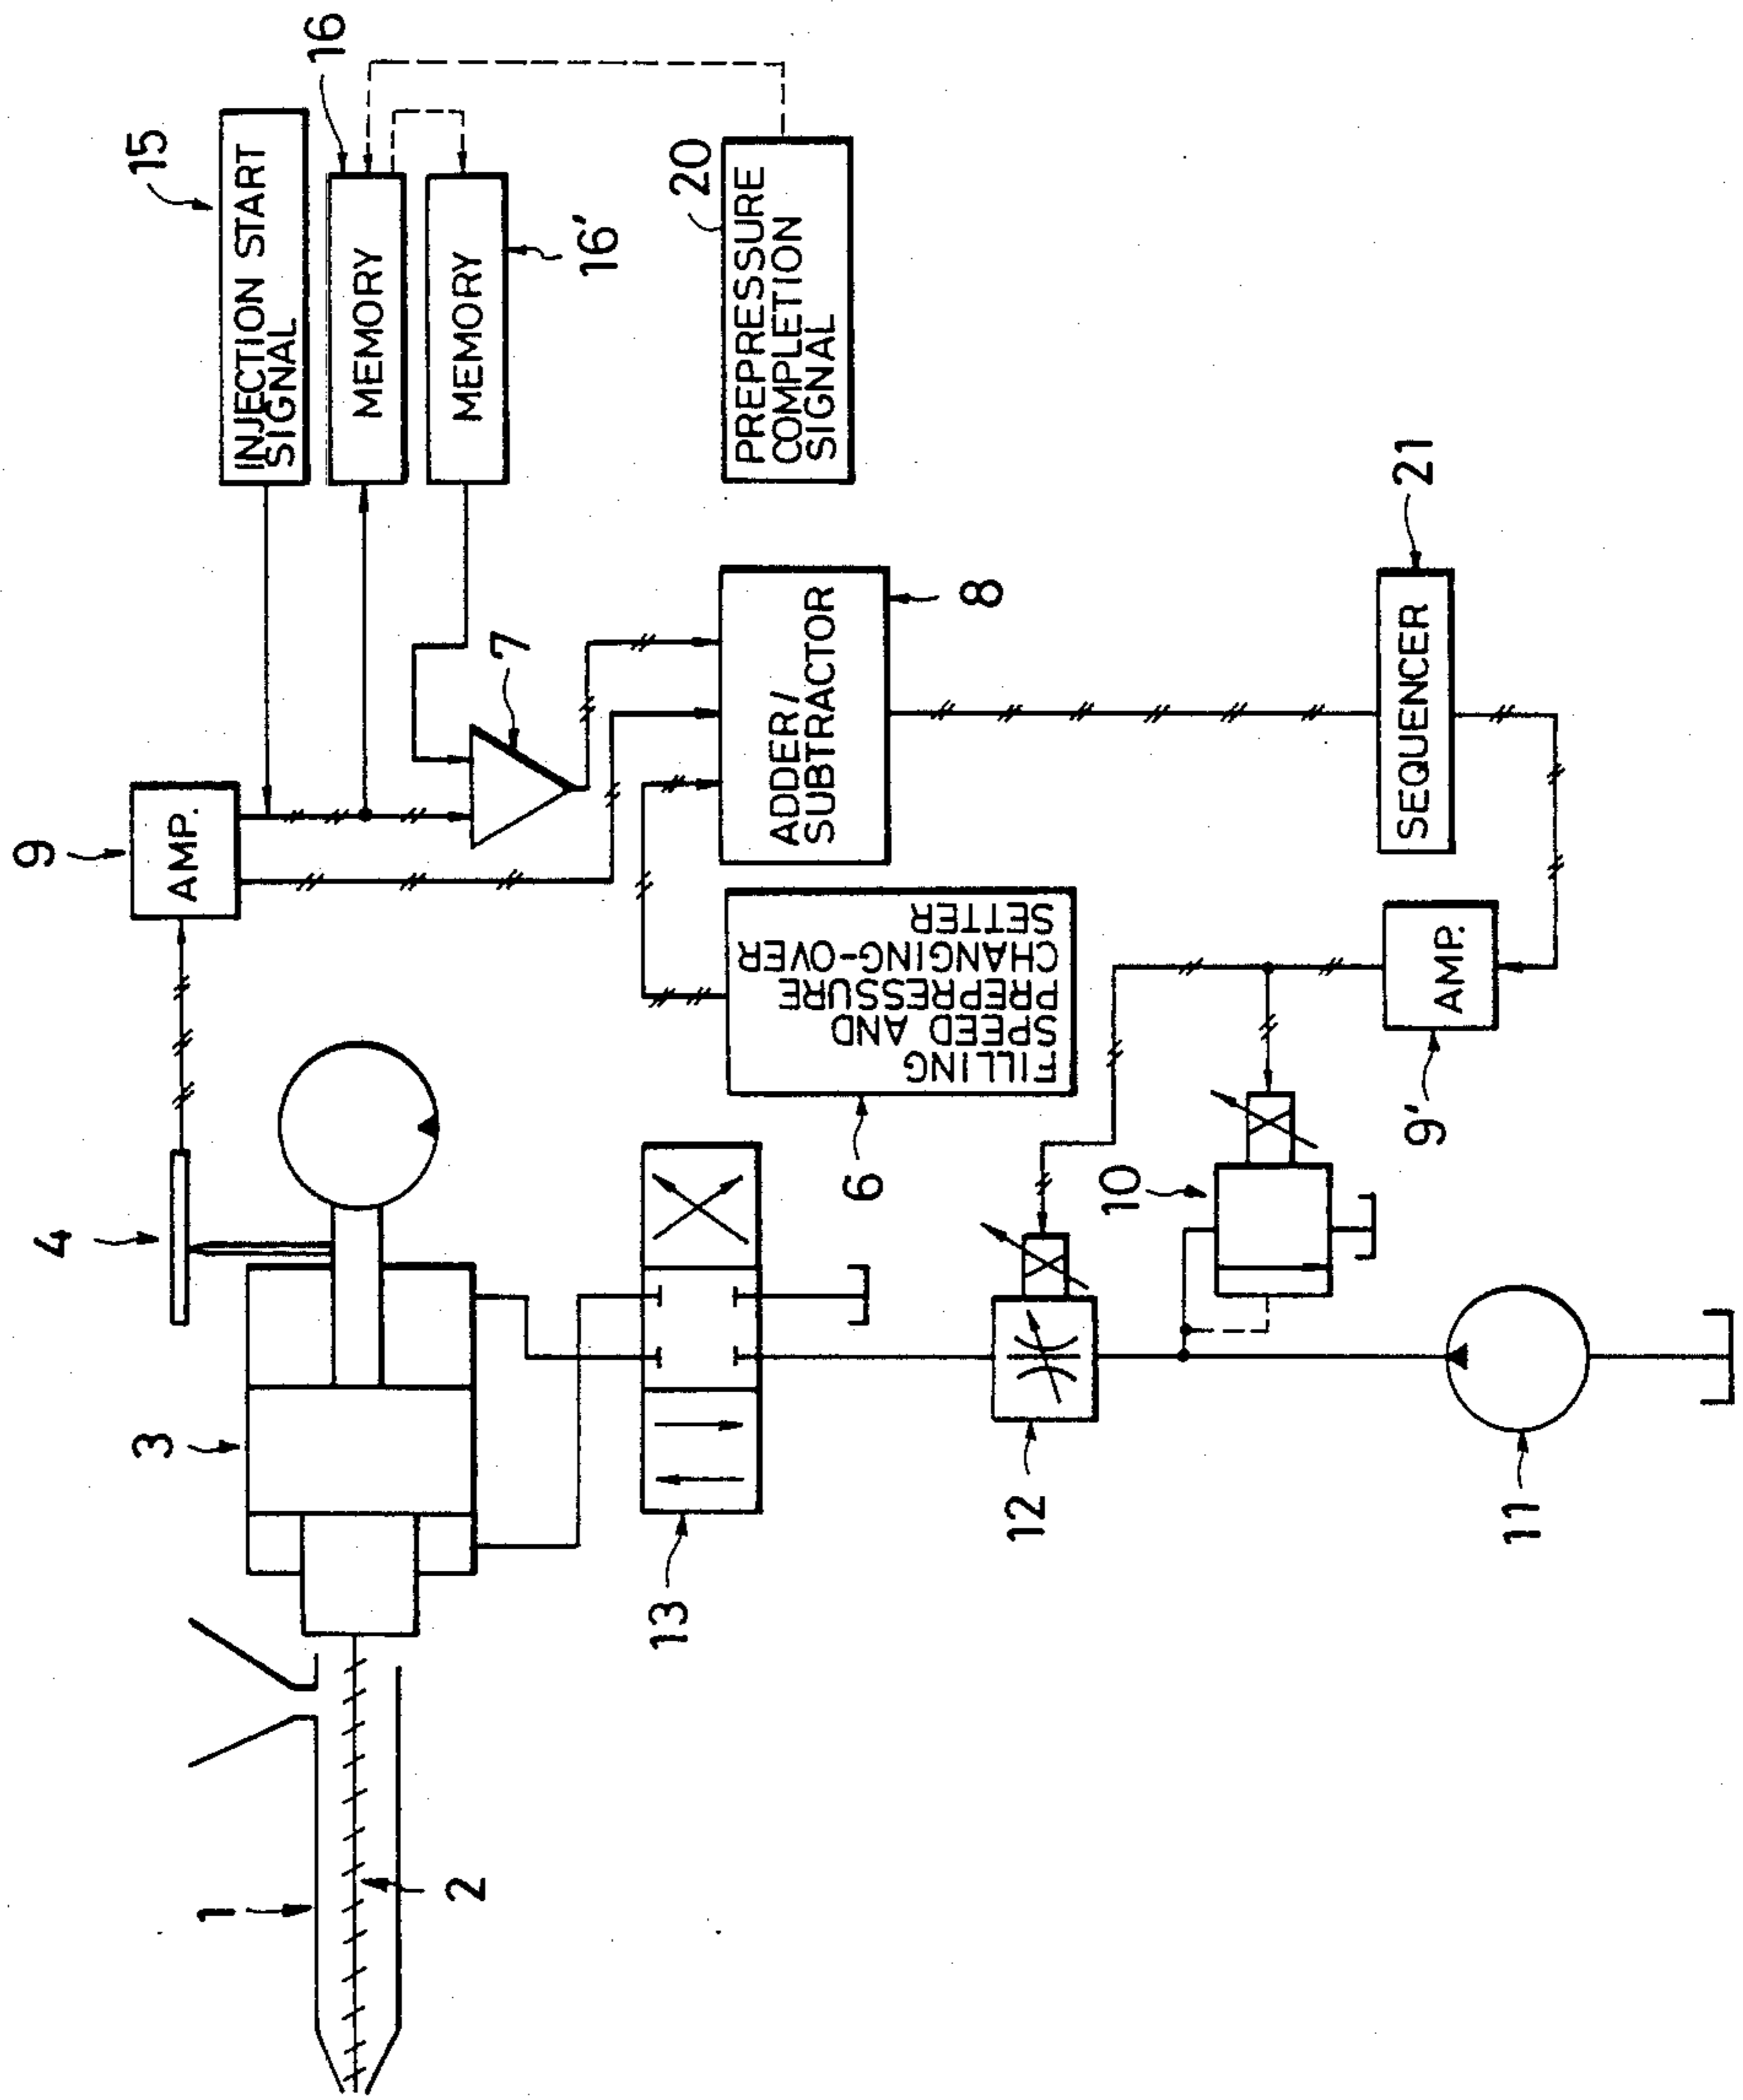 15
INJECTION START
SIGNAL
16
MEMORY
MEMORY
16'
20
PREPRESSURE
COMPLETION
SIGNAL
9
AMP.
7
ADDER/
SUBTRACTOR
8
SEQUENCER
21
FILLING
SPEED AND
PREPRESSURE
CHANGING-OVER
SETTER
6
AMP.
9'
4
3
10
13
12
11
1
2